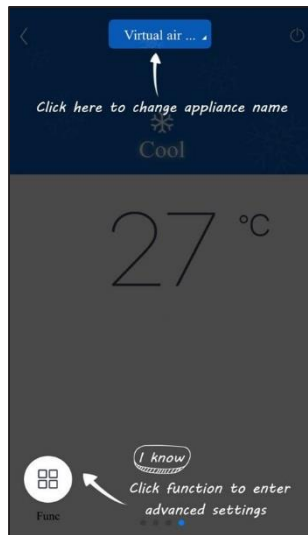 Virtual air ...
Click here to change appliance name
Cool
27 °C
I know
Click function to enter
advanced settings
Func